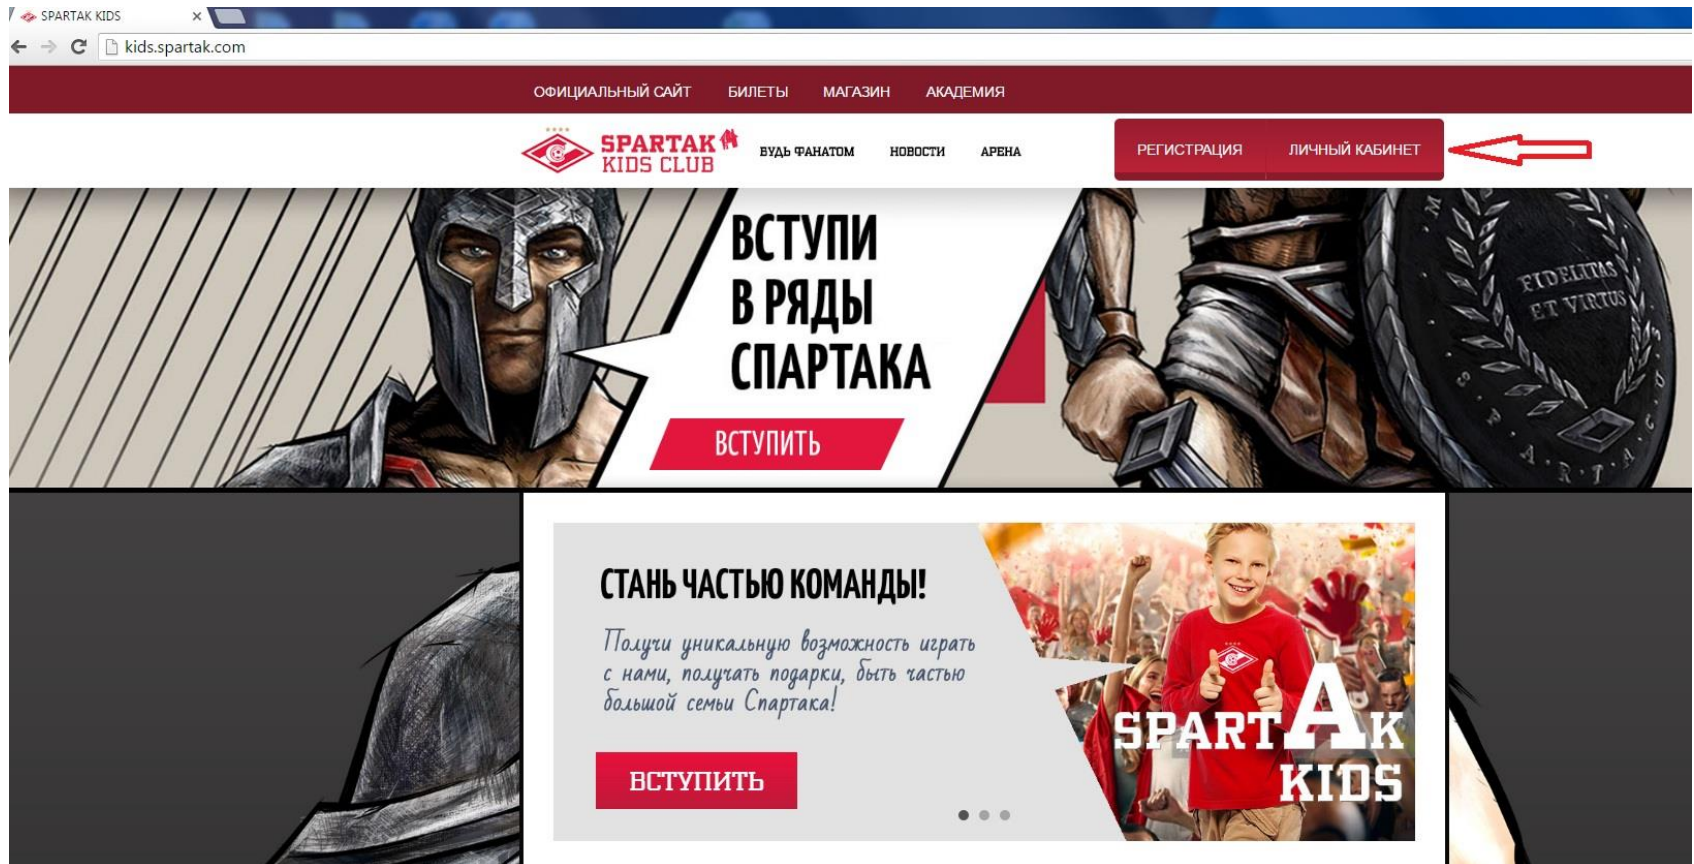 SPARTAK KIDS
kids.spartak.com
ОФИЦИАЛЬНЫЙ САЙТ БИЛЕТЫ МАГАЗИН АКАДЕМИЯ
SPARTAK
KIDS CLUB
БУДЬ ФАНАТОМ НОВОСТИ АРЕНА
РЕГИСТРАЦИЯ ЛИЧНЫЙ КАБИНЕТ
ВСТУПИ
В РЯДЫ
СПАРТАКА
ВСТУПИТЬ
FIDELITAS
ET VIRTUS
СТАНЬ ЧАСТЬЮ КОМАНДЫ!
Получи уникальную возможность играть
с нами, получать подарки, быть частью
большой семьи Спартака!
ВСТУПИТЬ
SPARTAK
KIDS